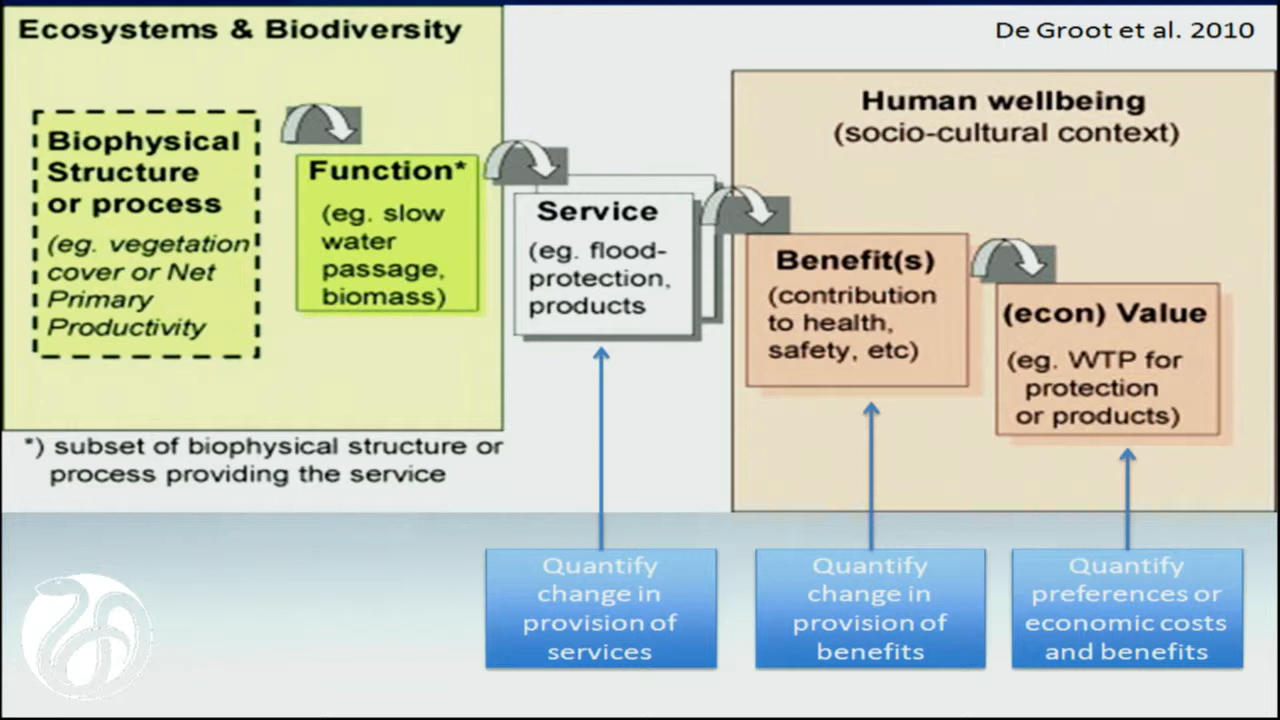 Ecosystems & Biodiversity
De Groot et al. 2010
Biophysical
Structure
or process
(eg. vegetation
cover or Net
Primary
Productivity
Function*
(eg. slow
water
passage,
biomass)
Service
(eg. flood-
protection,
products
Human wellbeing
(socio-cultural context)
Benefit(s)
(contribution
to health,
safety, etc)
(econ) Value
(eg. WTP for
protection
or products)
*) subset of biophysical structure or
process providing the service
Quantify
change in
provision of
services
Quantify
change in
provision of
benefits
Quantify
preferences or
economic costs
and benefits